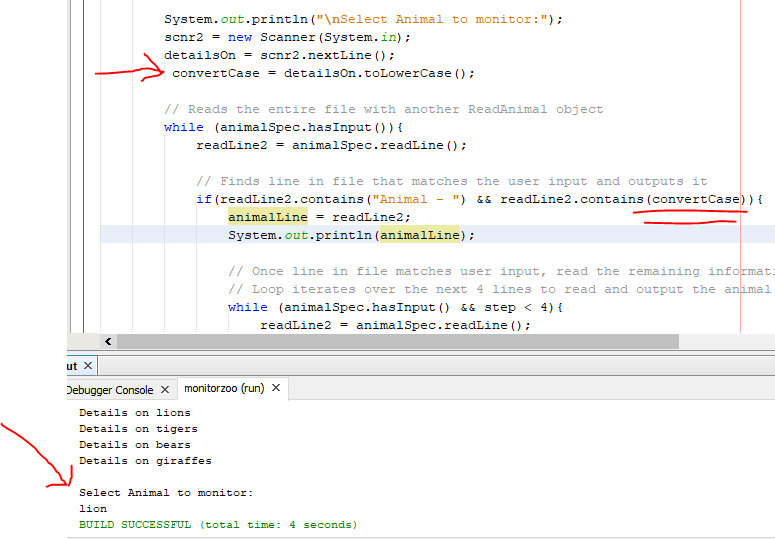 System.out.println("\nSelect Animal to monitor:");
scnr2 = new Scanner(System.in);
detailsOn = scnr2.nextLine();
convertCase = detailsOn.toLowerCase();
// Reads the entire file with another ReadAnimal object
while (animalSpec.hasInput()){
readLine2 = animalSpec.readLine();
// Finds line in file that matches the user input and outputs it
if(readLine2.contains("Animal - ") && readLine2.contains(convertCase)){
animalLine = readLine2;
System.out.println(animalLine);
// Once line in file matches user input, read the remaining informati
// Loop iterates over the next 4 lines to read and output the animal
while (animalSpec.hasInput() && step < 4){
readLine2 = animalSpec.readLine();
ut
Debugger Console
monitorzoo (run)
Details on lions
Details on tigers
Details on bears
Details on giraffes
Select Animal to monitor:
lion
BUILD SUCCESSFUL (total time: 4 seconds)